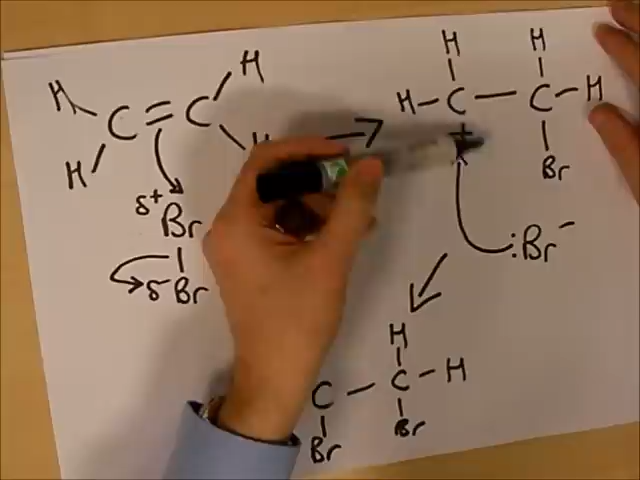 H H
C = C
H H
δ+ Br
δ- Br
H H
H - C - C - H
+
Br
:Br -
H
C - C - H
Br Br